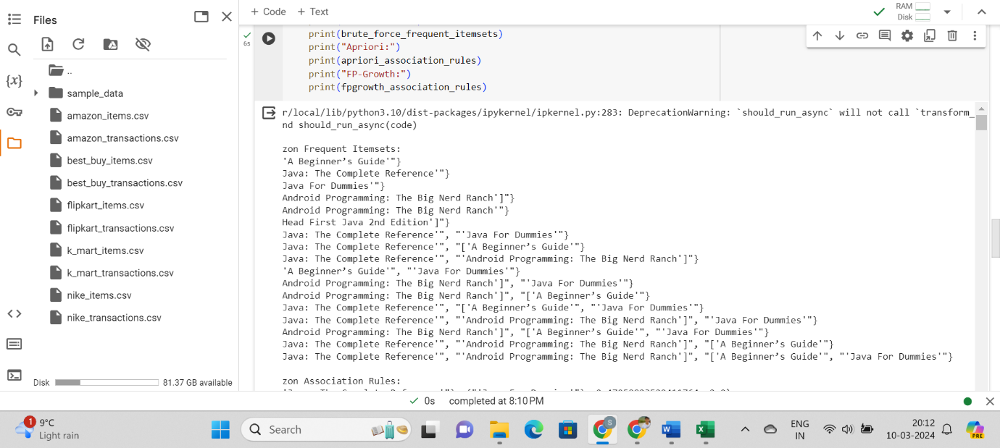 Files
+ Code + Text
RAM
Disk
..
sample_data
amazon_items.csv
amazon_transactions.csv
best_buy_items.csv
best_buy_transactions.csv
flipkart_items.csv
flipkart_transactions.csv
k_mart_items.csv
k_mart_transactions.csv
nike_items.csv
nike_transactions.csv
{x}
Disk 81.37 GB available
6s
print(brute_force_frequent_itemsets)
print("Apriori:")
print(apriori_association_rules)
print("FP-Growth:")
print(fpgrowth_association_rules)
r/local/lib/python3.10/dist-packages/ipykernel/ipkernel.py:283: DeprecationWarning: `should_run_async` will not call `transform_
nd should_run_async(code)
zon Frequent Itemsets:
'A Beginner’s Guide'"}
Java: The Complete Reference'"}
Java For Dummies'"}
Android Programming: The Big Nerd Ranch']"}
Android Programming: The Big Nerd Ranch'"}
Head First Java 2nd Edition']"}
Java: The Complete Reference'", "'Java For Dummies'"}
Java: The Complete Reference'", "['A Beginner’s Guide'"}
Java: The Complete Reference'", "'Android Programming: The Big Nerd Ranch']"}
'A Beginner’s Guide'", "'Java For Dummies'"}
Android Programming: The Big Nerd Ranch']", "'Java For Dummies'"}
Android Programming: The Big Nerd Ranch']", "['A Beginner’s Guide'"}
Java: The Complete Reference'", "['A Beginner’s Guide'", "'Java For Dummies'"}
Java: The Complete Reference'", "'Android Programming: The Big Nerd Ranch']", "'Java For Dummies'"}
Android Programming: The Big Nerd Ranch']", "['A Beginner’s Guide'", "'Java For Dummies'"}
Java: The Complete Reference'", "'Android Programming: The Big Nerd Ranch']", "['A Beginner’s Guide'"}
Java: The Complete Reference'", "'Android Programming: The Big Nerd Ranch']", "['A Beginner’s Guide'", "'Java For Dummies'"}
zon Association Rules:
0s completed at 8:10 PM
1
9°C
Light rain
Search
S
W
X
ENG
IN
20:12
10-03-2024
PRE